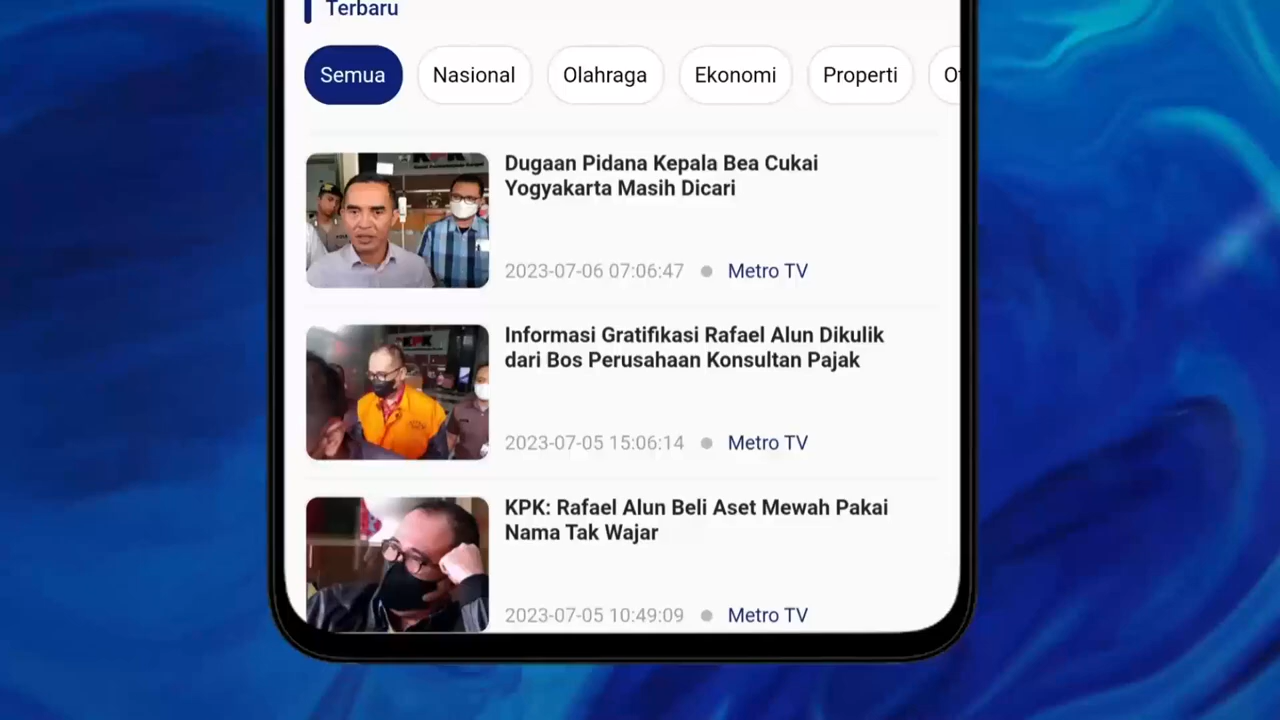 Terbaru
Semua
Nasional
Olahraga
Ekonomi
Properti
KPK
Dugaan Pidana Kepala Bea Cukai
Yogyakarta Masih Dicari
2023-07-06 07:06:47
Metro TV
KPK
Informasi Gratifikasi Rafael Alun Dikulik
dari Bos Perusahaan Konsultan Pajak
2023-07-05 15:06:14
Metro TV
KPK: Rafael Alun Beli Aset Mewah Pakai
Nama Tak Wajar
2023-07-05 10:49:09
Metro TV